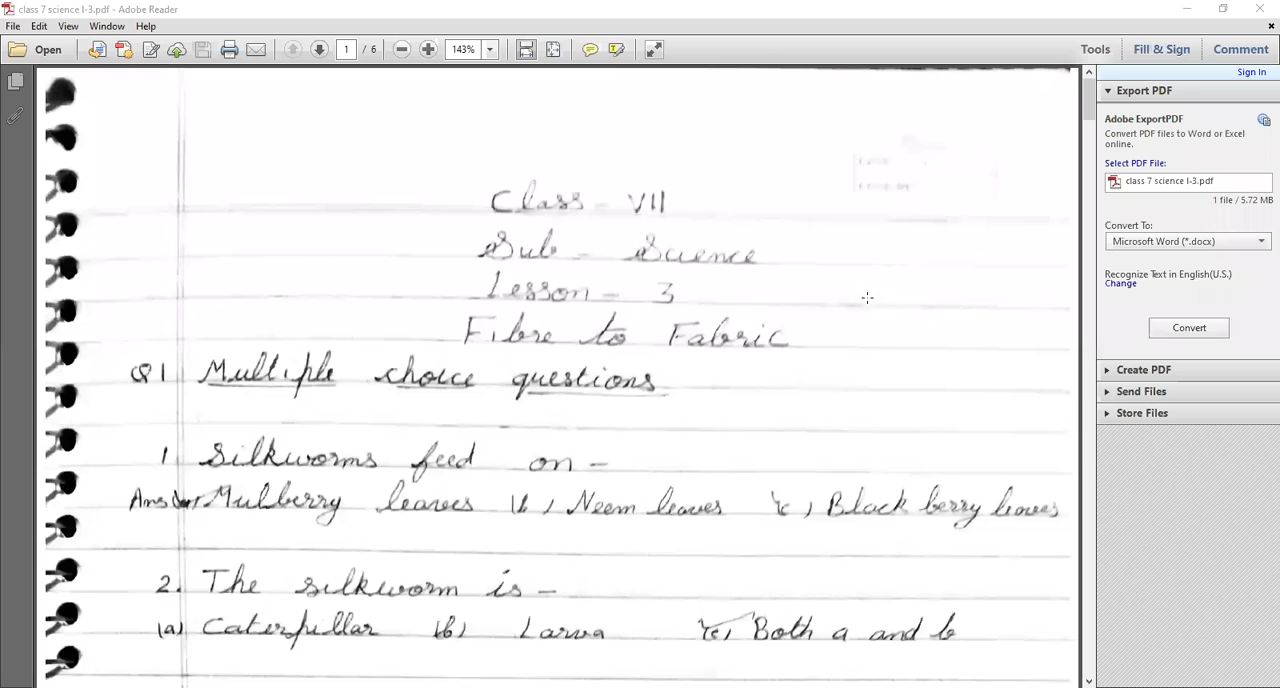 class 7 science l-3.pdf - Adobe Reader
File Edit View Window Help
Open 1 / 6 143% Tools Fill & Sign Comment
Sign In
Export PDF
Adobe ExportPDF
Convert PDF files to Word or Excel
online.
Select PDF File:
class 7 science l-3.pdf
1 file / 5.72 MB
Convert To:
Microsoft Word (*.docx)
Recognize Text in English(U.S.)
Change
Convert
Create PDF
Send Files
Store Files
Class - VII
Sub - Science
Lesson - 3
Fibre to Fabric
Q1 Multiple choice questions
1. Silkworms feed on -
Ans Mulberry leaves (b) Neem leaves (c) Black berry leaves
2. The silkworm is -
(a) Caterpillar (b) Larva (c) Both a and b